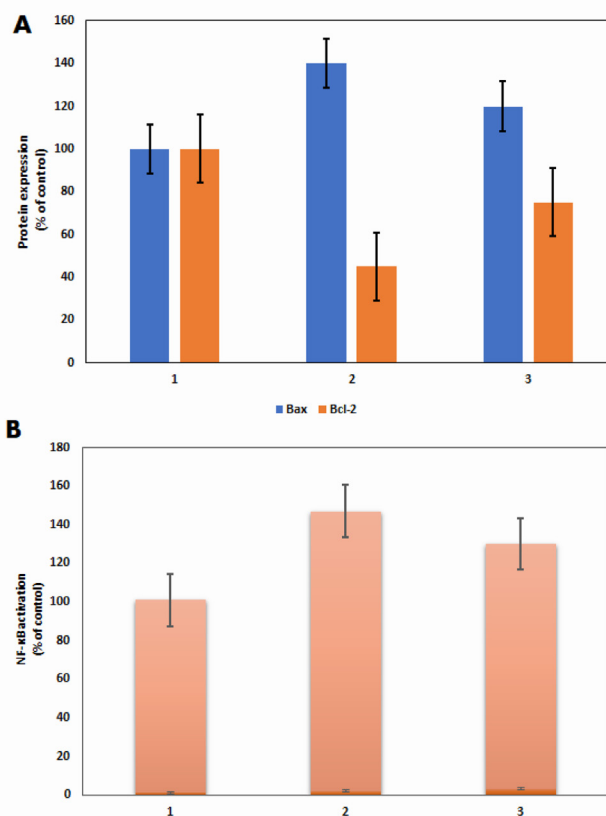 A
160
140
120
100
80
60
40
20
0
Protein expression
(% of control)
1 2 3
Bax Bcl-2
B
180
160
140
120
100
80
60
40
20
0
NF-κBactivation
(% of control)
1 2 3